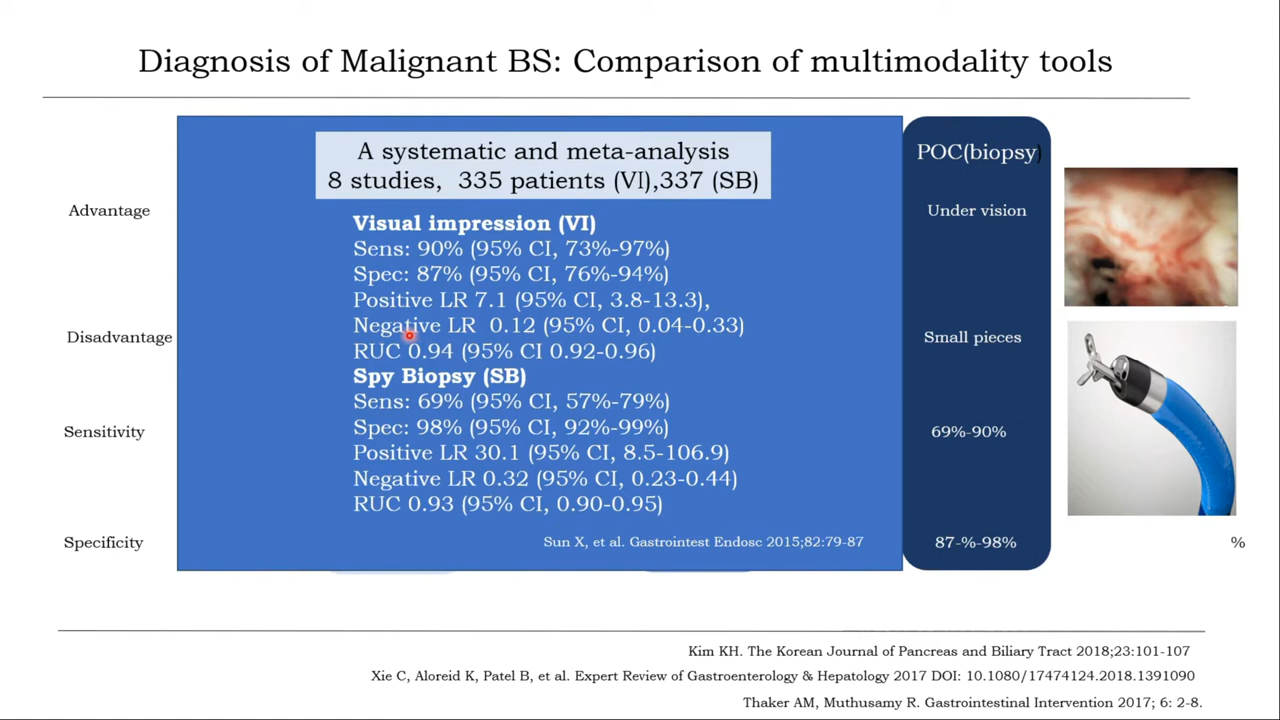 Diagnosis of Malignant BS: Comparison of multimodality tools
A systematic and meta-analysis
8 studies,  335 patients (VI),337 (SB)
Visual impression (VI)
Sens: 90% (95% CI, 73%-97%)
Spec: 87% (95% CI, 76%-94%)
Positive LR 7.1 (95% CI, 3.8-13.3),
Negative LR  0.12 (95% CI, 0.04-0.33)
RUC 0.94 (95% CI 0.92-0.96)
Spy Biopsy (SB)
Sens: 69% (95% CI, 57%-79%)
Spec: 98% (95% CI, 92%-99%)
Positive LR 30.1 (95% CI, 8.5-106.9)
Negative LR 0.32 (95% CI, 0.23-0.44)
RUC 0.93 (95% CI, 0.90-0.95)
Sun X, et al. Gastrointest Endosc 2015;82:79-87
POC(biopsy)
Advantage
Under vision
Disadvantage
Small pieces
Sensitivity
69%-90%
Specificity
87-%-98%
%
Kim KH. The Korean Journal of Pancreas and Biliary Tract 2018;23:101-107
Xie C, Aloreid K, Patel B, et al. Expert Review of Gastroenterology & Hepatology 2017 DOI: 10.1080/17474124.2018.1391090
Thaker AM, Muthusamy R. Gastrointestinal Intervention 2017; 6: 2-8.